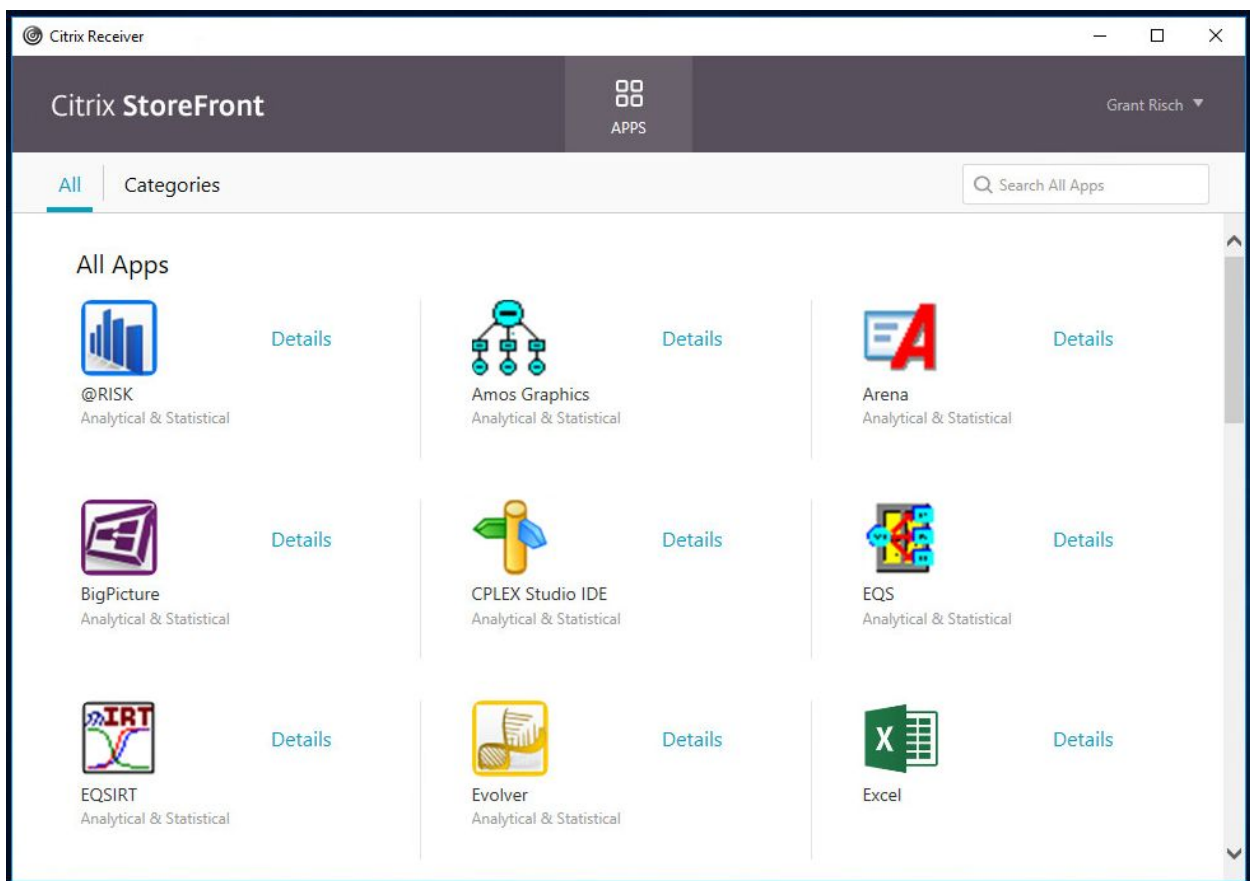 Citrix Receiver
Citrix StoreFront
APPS
Grant Risch
All
Categories
Search All Apps
All Apps
Details
@RISK
Analytical & Statistical
Details
Amos Graphics
Analytical & Statistical
Details
A
Arena
Analytical & Statistical
Details
BigPicture
Analytical & Statistical
Details
CPLEX Studio IDE
Analytical & Statistical
Details
EQS
Analytical & Statistical
mIRT
Details
EQSIRT
Analytical & Statistical
Details
Evolver
Analytical & Statistical
X
Details
Excel